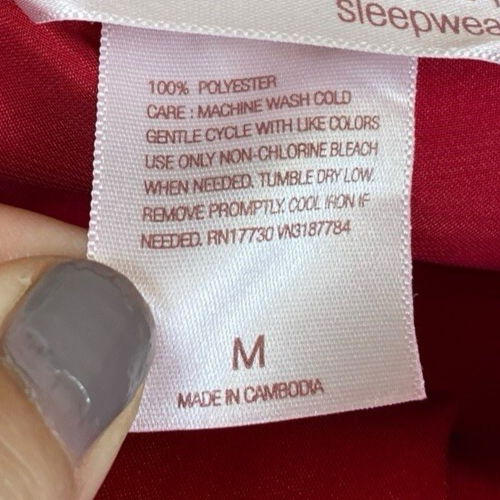 sleepwea
100% POLYESTER
CARE : MACHINE WASH COLD
GENTLE CYCLE WITH LIKE COLORS
USE ONLY NON-CHLORINE BLEACH
WHEN NEEDED. TUMBLE DRY LOW.
REMOVE PROMPTLY. COOL IRON IF
NEEDED. RN17730 VN3187784
M
MADE IN CAMBODIA